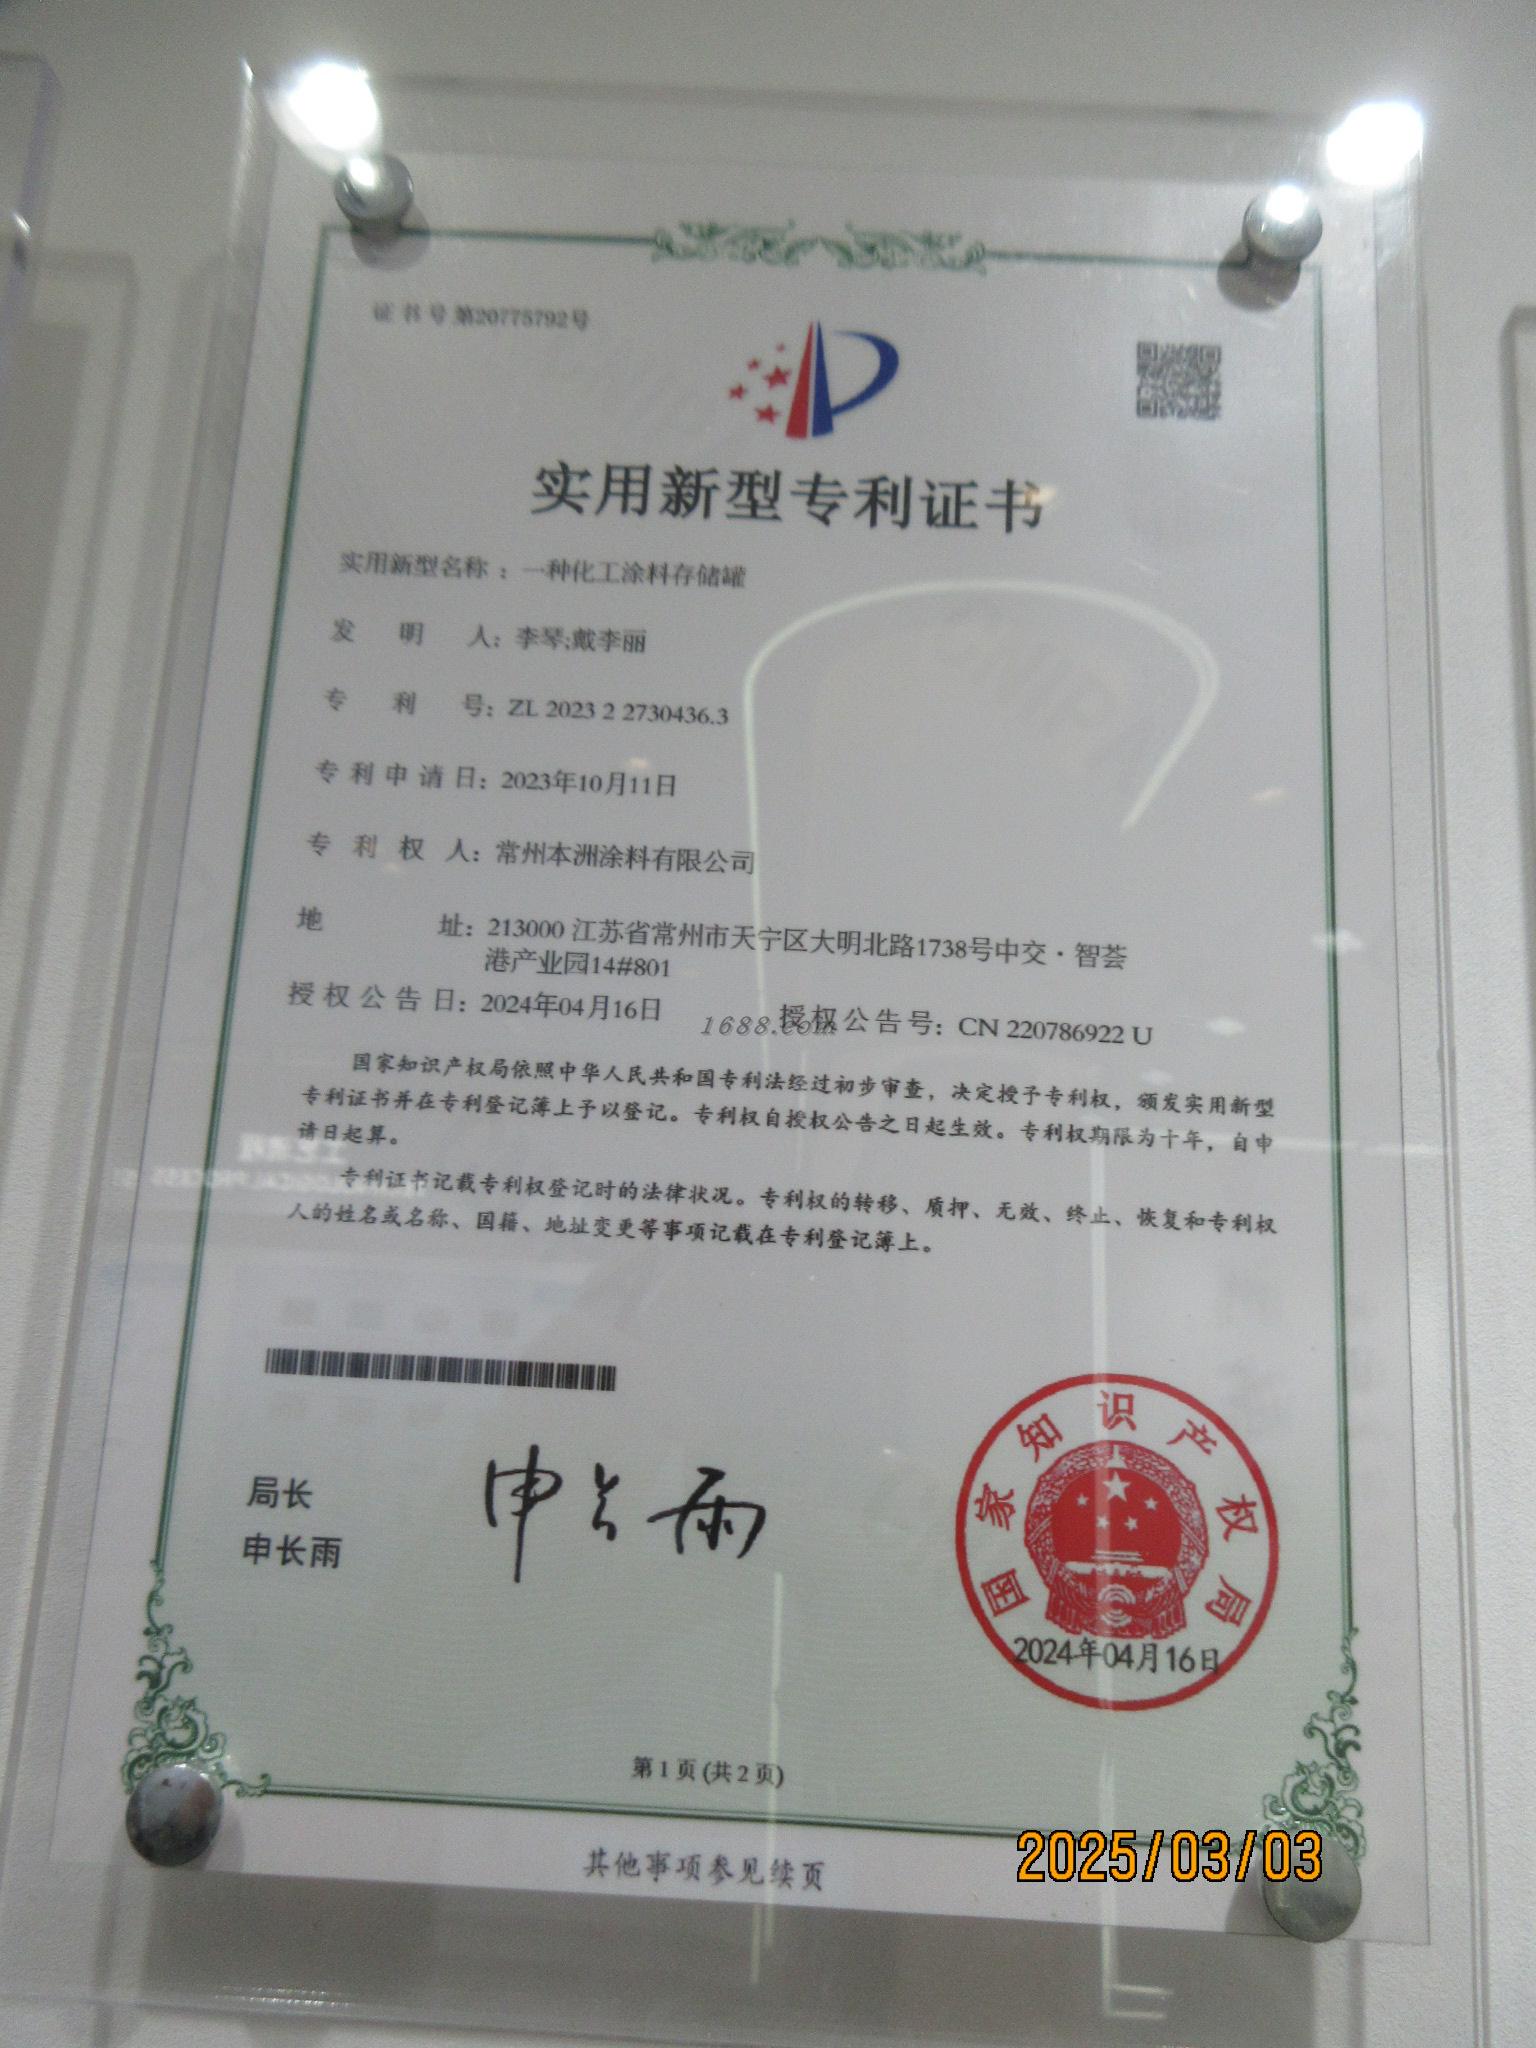 证书号第20775792号
实用新型专利证书
实用新型名称：一种化工涂料存储罐
发明人：李琴;戴李丽
专利号：ZL 2023 2 2730436.3
专利申请日：2023年10月11日
专利权人：常州本洲涂料有限公司
地址：213000 江苏省常州市天宁区大明北路1738号中交·智荟
港产业园14#801
授权公告日：2024年04月16日 授权公告号：CN 220786922 U
1688.com
国家知识产权局依照中华人民共和国专利法经过初步审查，决定授予专利权，颁发实用新型
专利证书并在专利登记簿上予以登记。专利权自授权公告之日起生效。专利权期限为十年，自申
请日起算。
专利证书记载专利权登记时的法律状况。专利权的转移、质押、无效、终止、恢复和专利权
人的姓名或名称、国籍、地址变更等事项记载在专利登记簿上。
局长
申长雨
申长雨
国家知识产权局
2024年04月16日
第1页(共2页)
其他事项参见续页
2025/03/03